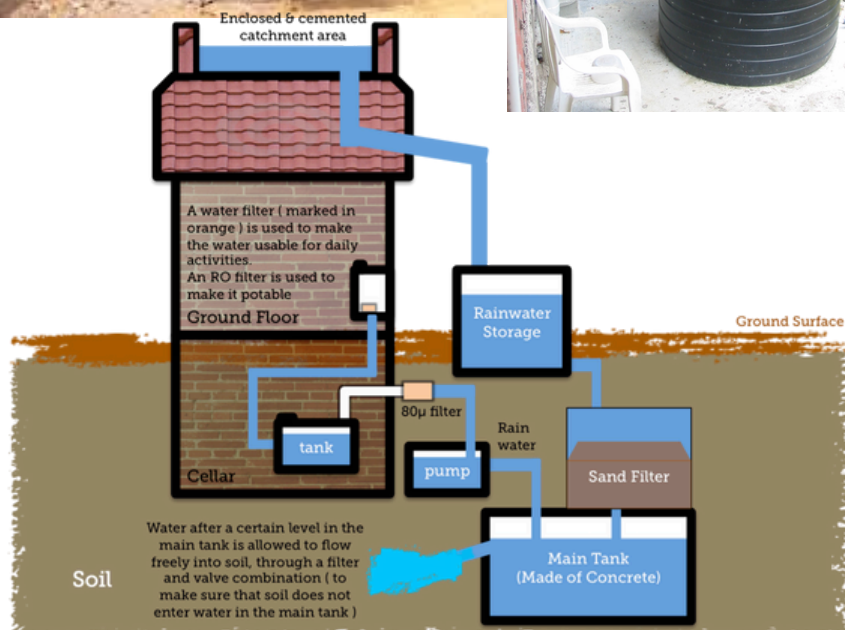 Enclosed & cemented
catchment area
A water filter ( marked in
orange ) is used to make
the water usable for daily
activities.
An RO filter is used to
make it potable
Ground Floor
Rainwater
Storage
Ground Surface
80µ filter
Rain
water
tank
pump
Sand Filter
Cellar
Water after a certain level in the
main tank is allowed to flow
freely into soil, through a filter
and valve combination ( to
make sure that soil does not
enter water in the main tank )
Main Tank
(Made of Concrete)
Soil